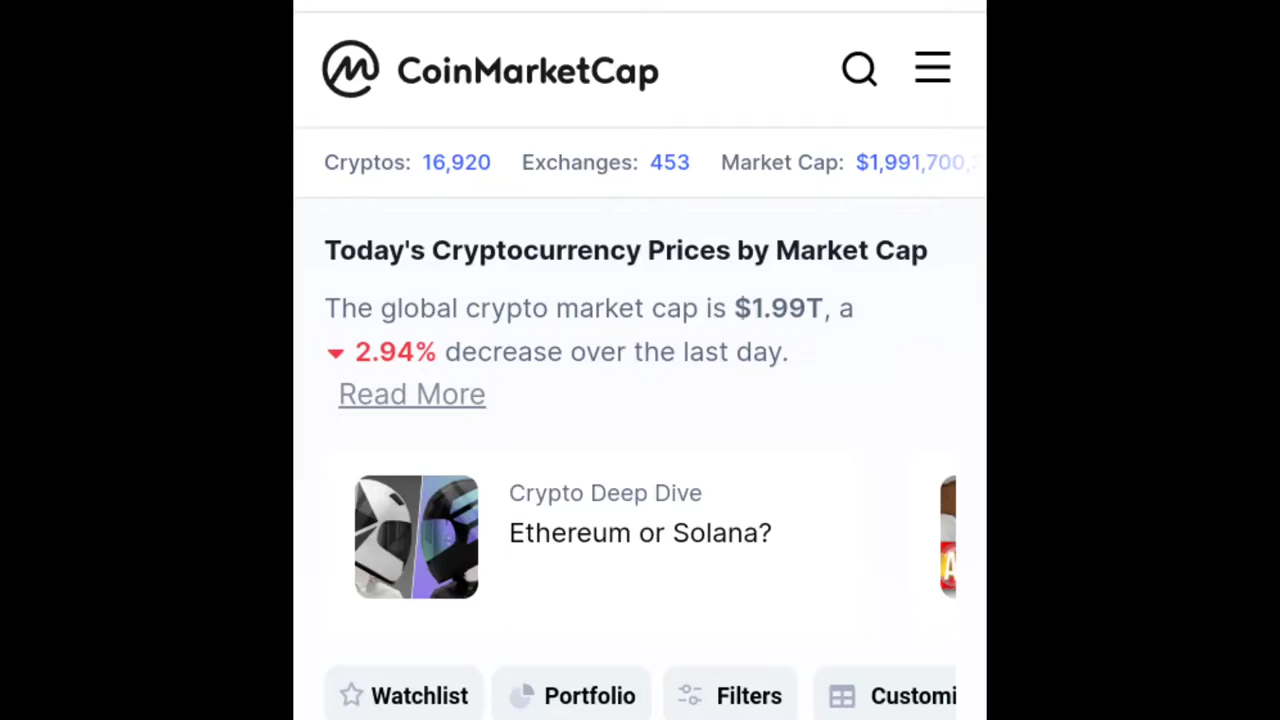 CoinMarketCap
Cryptos: 16,920 Exchanges: 453 Market Cap: $1,991,700,
Today's Cryptocurrency Prices by Market Cap
The global crypto market cap is $1.99T, a
2.94% decrease over the last day.
Read More
Crypto Deep Dive
Ethereum or Solana?
A
Watchlist Portfolio Filters Customi